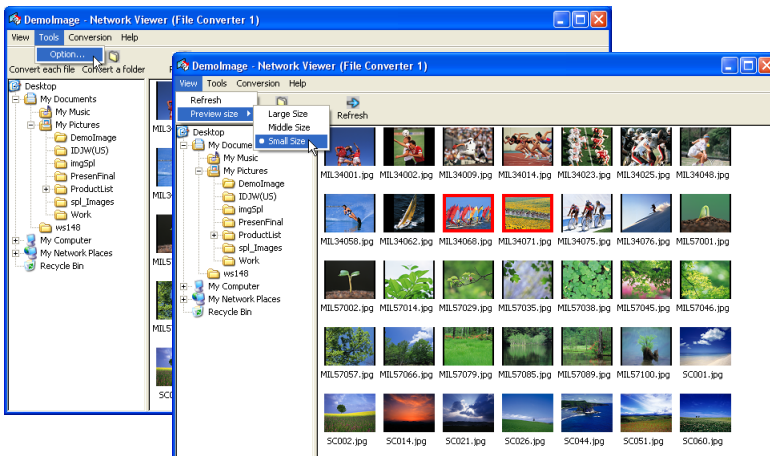 DemoImage - Network Viewer (File Converter 1)
View Tools Conversion Help
Option...
Convert each file Convert a folder
Desktop
My Documents
My Music
My Pictures
DemoImage
IDJW(US)
imgSpl
PresenFinal
ProductList
spl_Images
Work
ws148
My Computer
My Network Places
Recycle Bin
DemoImage - Network Viewer (File Converter 1)
View Tools Conversion Help
Refresh
Preview size
Large Size
Middle Size
Small Size
Refresh
Desktop
My Docume
My Music
My Pictures
DemoImage
IDJW(US)
imgSpl
PresenFinal
ProductList
spl_Images
Work
ws148
My Computer
My Network Places
Recycle Bin
MIL34001.jpg MIL34002.jpg MIL34009.jpg MIL34014.jpg MIL34023.jpg MIL34025.jpg MIL34048.jpg
MIL34058.jpg MIL34062.jpg MIL34068.jpg MIL34071.jpg MIL34075.jpg MIL34076.jpg MIL57001.jpg
MIL57002.jpg MIL57014.jpg MIL57029.jpg MIL57035.jpg MIL57038.jpg MIL57045.jpg MIL57046.jpg
MIL57057.jpg MIL57066.jpg MIL57079.jpg MIL57085.jpg MIL57089.jpg MIL57100.jpg SC001.jpg
SC002.jpg SC014.jpg SC021.jpg SC026.jpg SC044.jpg SC051.jpg SC060.jpg